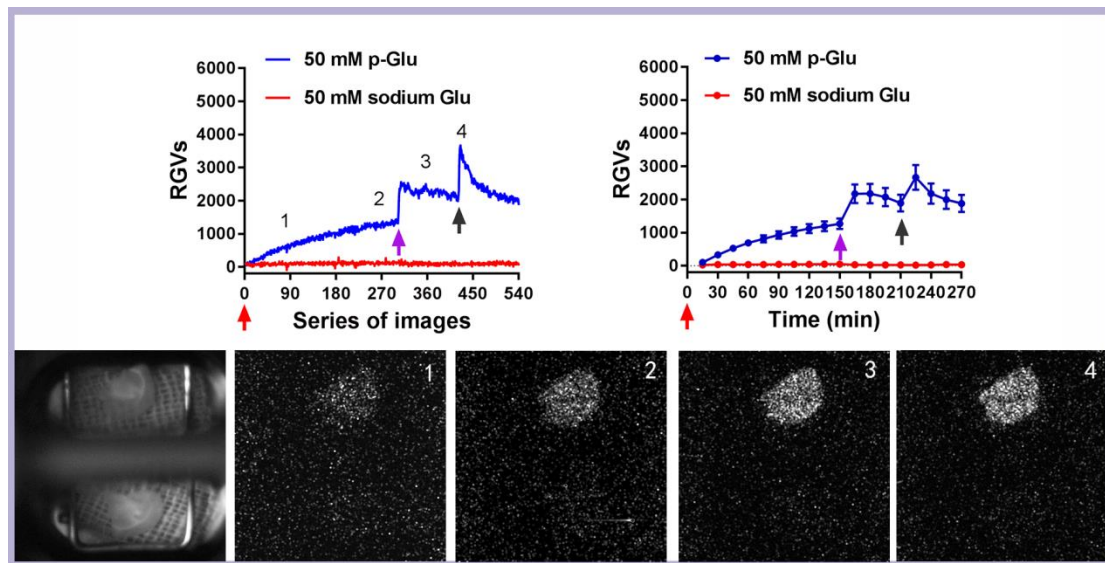 50 mM p-Glu
50 mM sodium Glu
6000
5000
4000
3000
2000
1000
0
RGVs
1
2
3
4
0 90 180 270 360 450 540
Series of images
50 mM p-Glu
50 mM sodium Glu
6000
5000
4000
3000
2000
1000
0
RGVs
0 30 60 90 120 150 180 210 240 270
Time (min)
1
2
3
4